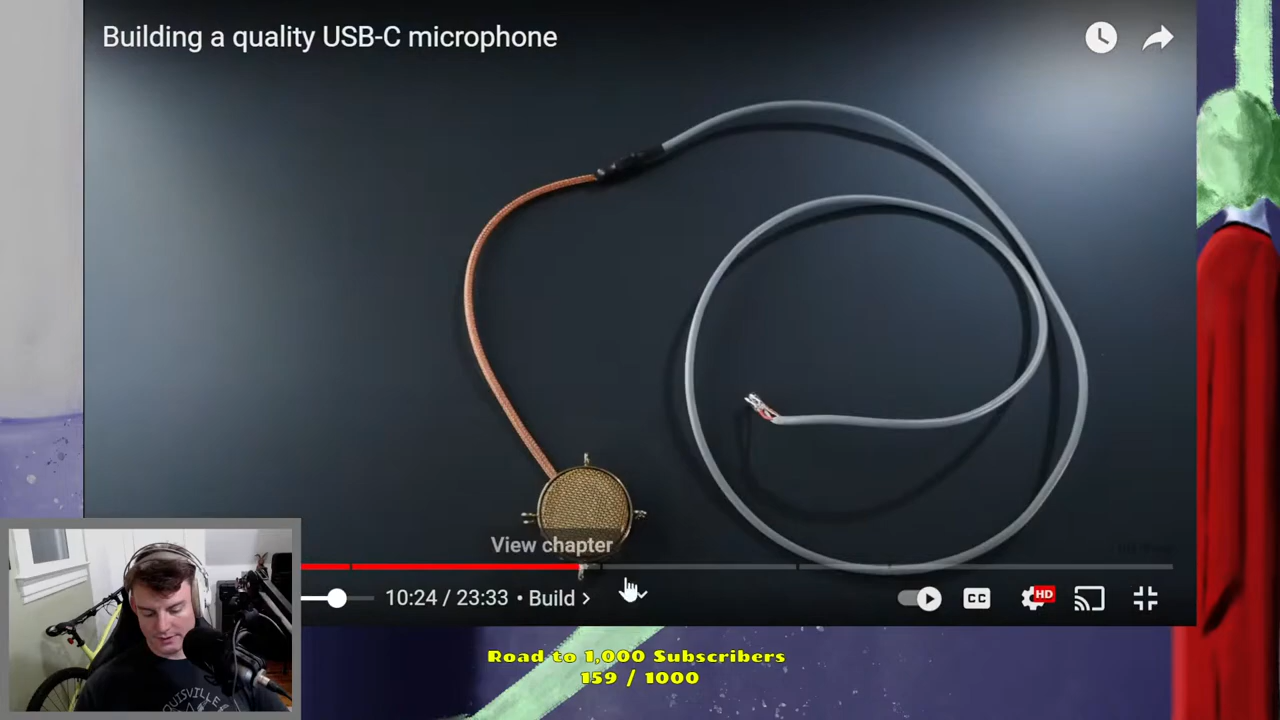 Building a quality USB-C microphone
View chapter
10:24 / 23:33 • Build >
CC
HD
Road to 1,000 Subscribers
159 / 1000